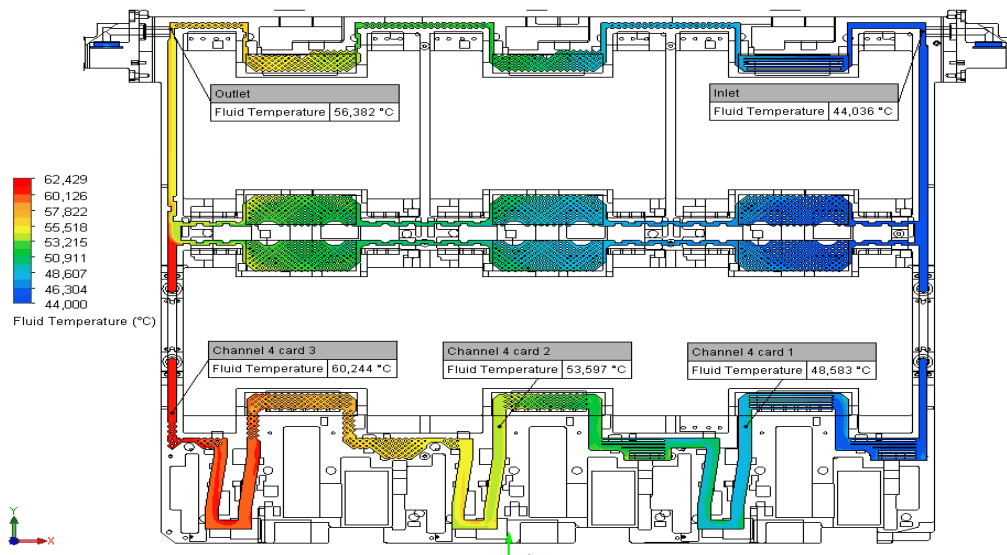 Outlet
Fluid Temperature 56,382 °C
Inlet
Fluid Temperature 44,036 °C
62,429
60,126
57,822
55,518
53,215
50,911
48,607
46,304
44,000
Fluid Temperature (°C)
Channel 4 card 3
Fluid Temperature 60,244 °C
Channel 4 card 2
Fluid Temperature 53,597 °C
Channel 4 card 1
Fluid Temperature 48,583 °C
Y
X